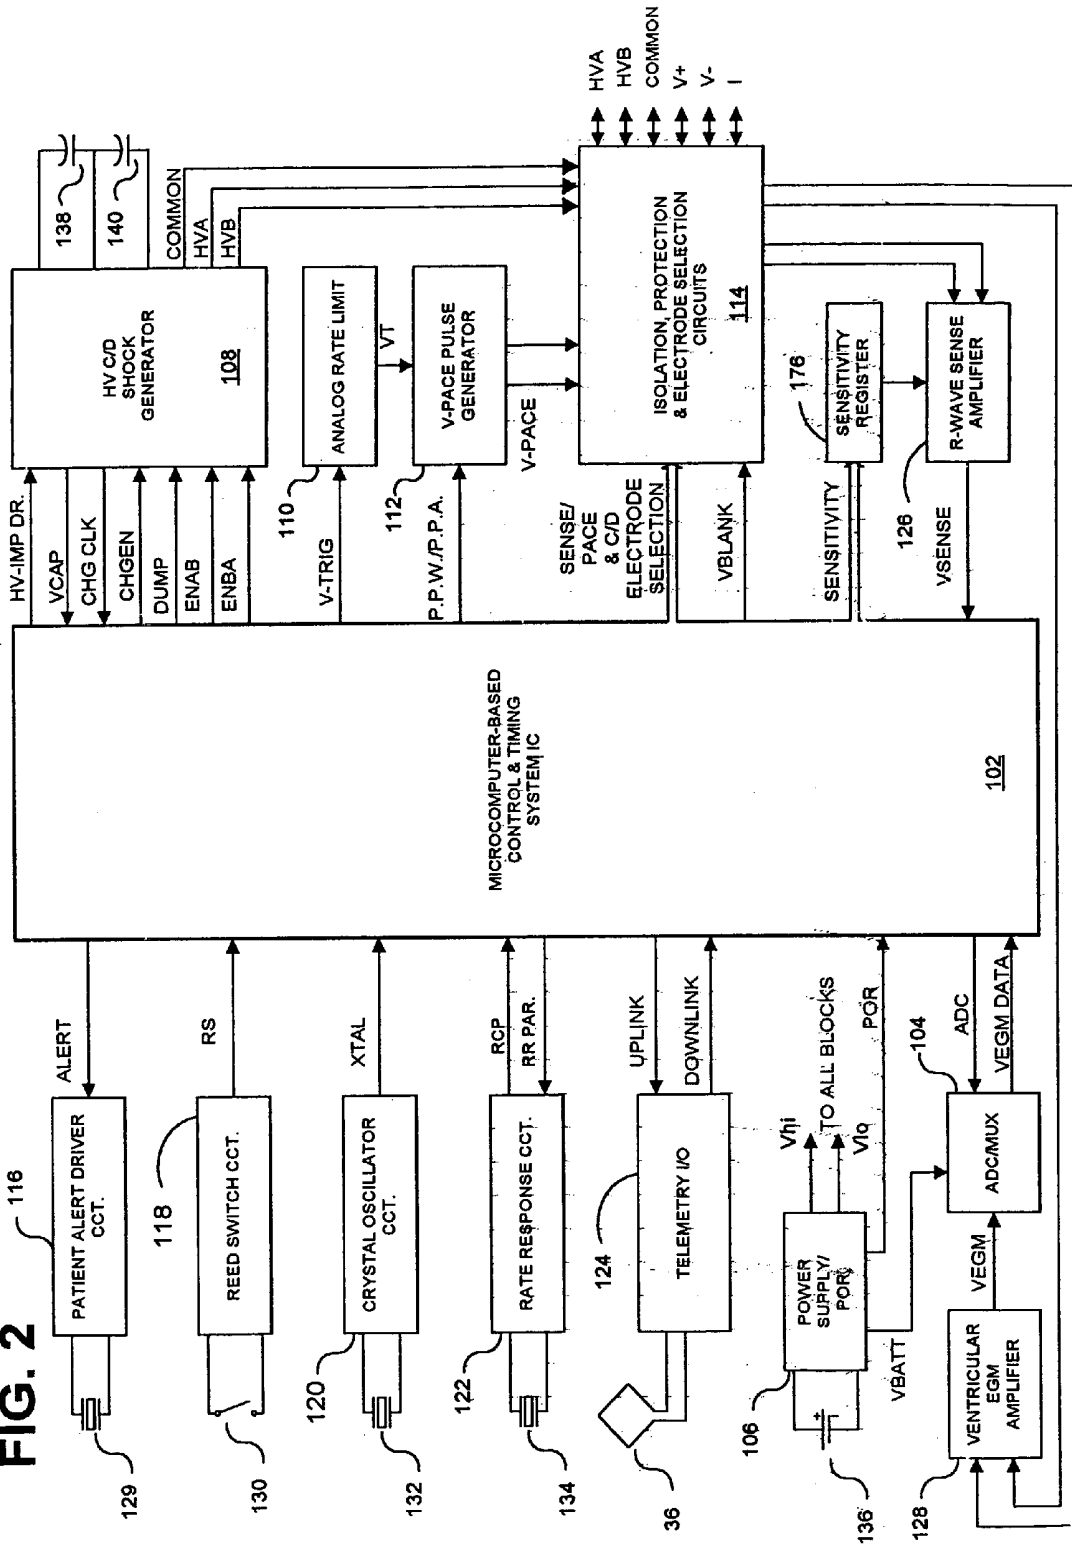 FIG. 2
116
PATIENT ALERT DRIVER
CCT.
129
ALERT
118
REED SWITCH CCT.
130
RS
120
CRYSTAL OSCILLATOR
CCT.
132
XTAL
122
RATE RESPONSE CCT.
134
RCP
RR PAR.
124
TELEMETRY I/O
36
UPLINK
DOWNLINK
106
POWER
SUPPLY/
POR
136
Vhi
TO ALL BLOCKS
Vlo
POR
VBATT
104
ADC/MUX
ADC
VEGM DATA
VEGM
128
VENTRICULAR
EGM
AMPLIFIER
MICROCOMPUTER-BASED
CONTROL & TIMING
SYSTEM IC
102
HV-IMP DR.
VCAP
CHG CLK
CHGEN
DUMP
ENAB
ENBA
HV C/D
SHOCK
GENERATOR
108
138
140
COMMON
HVA
HVB
V-TRIG
110
ANALOG RATE LIMIT
VT
P.P.W./P.P.A.
112
V-PACE PULSE
GENERATOR
V-PACE
SENSE/
PACE
& C/D
ELECTRODE
SELECTION
VBLANK
ISOLATION, PROTECTION
& ELECTRODE SELECTION
CIRCUITS
114
HVA
HVB
COMMON
V+
V-
I
SENSITIVITY
176
SENSITIVITY
REGISTER
VSENSE
126
R-WAVE SENSE
AMPLIFIER